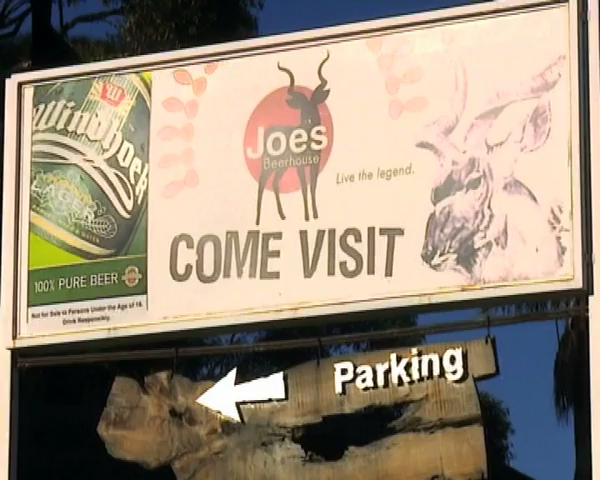 Windhoek
LAGER
100% PURE BEER
Not for Sale to Persons Under the Age of 18.
Drink Responsibly.
Joes
Beerhouse
Live the legend.
COME VISIT
Parking